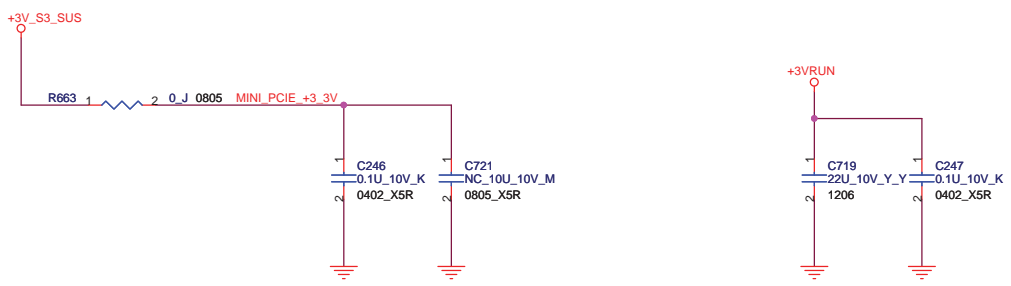 +3V_S3_SUS
+3VRUN
R663 1 2 0_J 0805 MINI_PCIE_+3_3V
1 C246
0.1U_10V_K
2 0402_X5R
1 C721
NC_10U_10V_M
2 0805_X5R
1 C719
22U_10V_Y_Y
2 1206
1 C247
0.1U_10V_K
2 0402_X5R